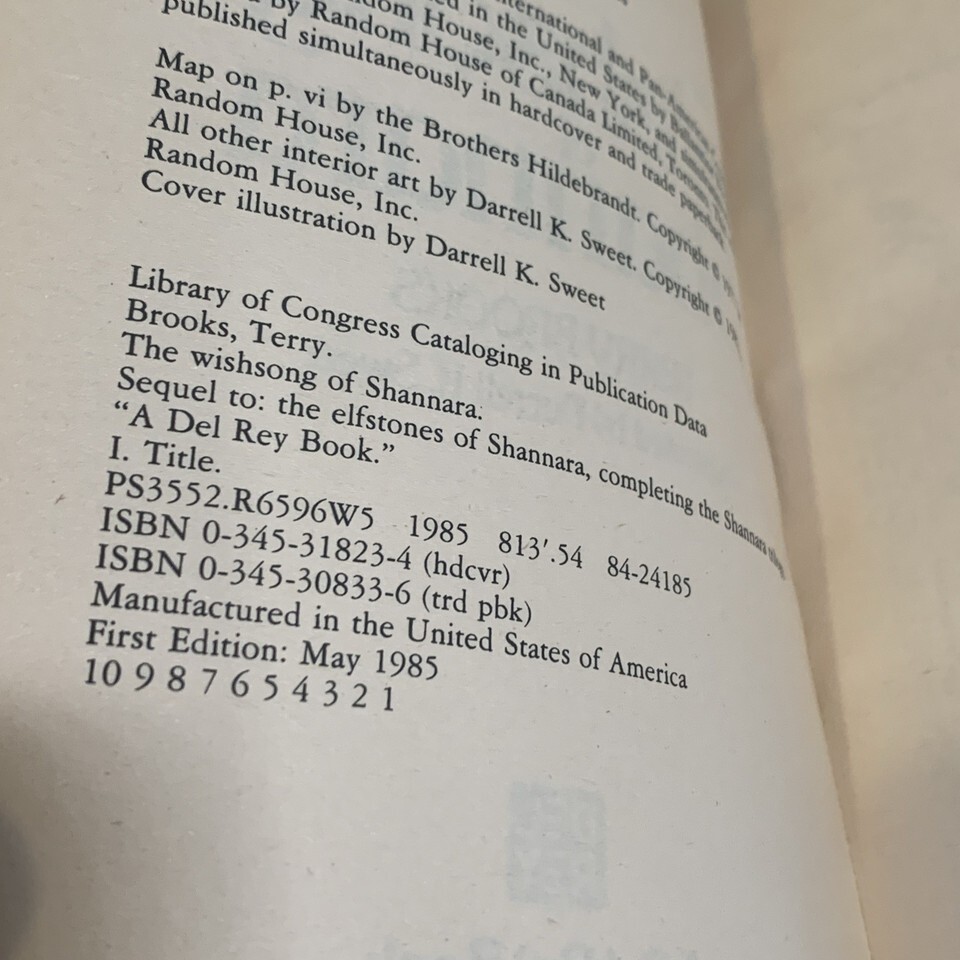 International and Pan-American
in the United States by
Random House, Inc., New York, and
by Random House of Canada Limited, Toronto.
published simultaneously in hardcover and trade paperback
Map on p. vi by the Brothers Hildebrandt. Copyright ©
Random House, Inc.
All other interior art by Darrell K. Sweet. Copyright ©
Random House, Inc.
Cover illustration by Darrell K. Sweet
Library of Congress Cataloging in Publication Data
Brooks, Terry.
The wishsong of Shannara.
Sequel to: the elfstones of Shannara, completing the Shannara
“A Del Rey Book.”
I. Title.
PS3552.R6596W5 1985 813′.54 84-24185
ISBN 0-345-31823-4 (hdcvr)
ISBN 0-345-30833-6 (trd pbk)
Manufactured in the United States of America
First Edition: May 1985
10 9 8 7 6 5 4 3 2 1